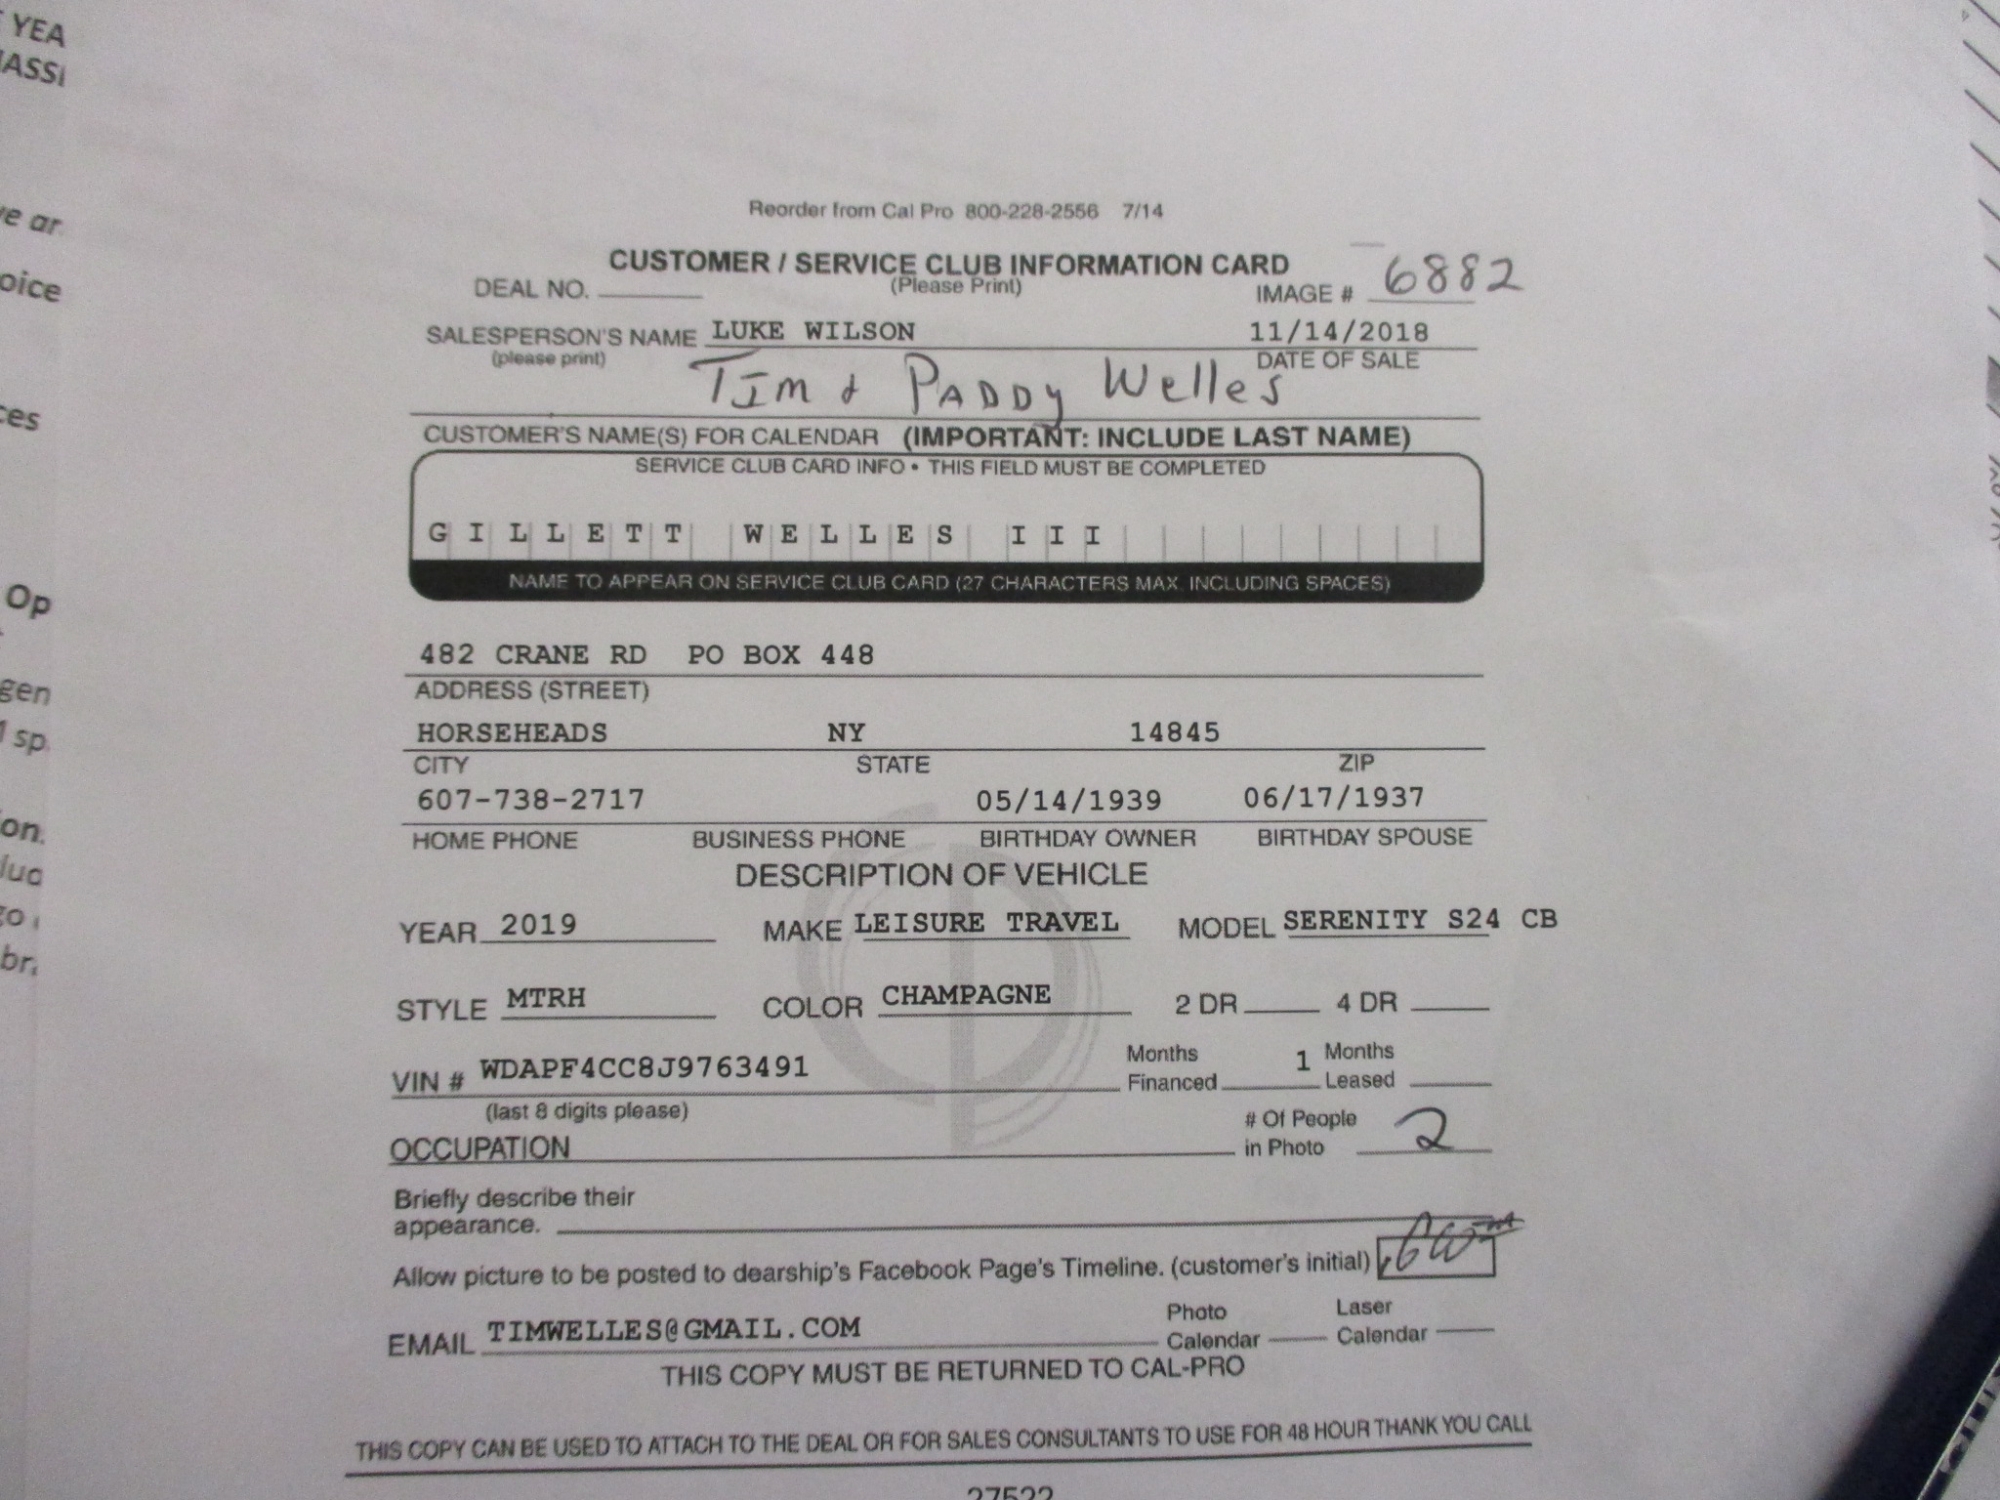 YEA
ASSI
e ar
oice
ces
Op
gen
sp
on.
luc
go
br.
Reorder from Cal Pro 800-228-2556 7/14
CUSTOMER / SERVICE CLUB INFORMATION CARD
(Please Print)
DEAL NO. IMAGE # 6882
SALESPERSON'S NAME LUKE WILSON 11/14/2018
(please print) DATE OF SALE
Tim & PADDy Welles
CUSTOMER'S NAME(S) FOR CALENDAR (IMPORTANT: INCLUDE LAST NAME)
SERVICE CLUB CARD INFO • THIS FIELD MUST BE COMPLETED
GILLETT WELLES III
NAME TO APPEAR ON SERVICE CLUB CARD (27 CHARACTERS MAX. INCLUDING SPACES)
482 CRANE RD PO BOX 448
ADDRESS (STREET)
HORSEHEADS NY 14845
CITY STATE ZIP
607-738-2717 05/14/1939 06/17/1937
HOME PHONE BUSINESS PHONE BIRTHDAY OWNER BIRTHDAY SPOUSE
DESCRIPTION OF VEHICLE
YEAR 2019 MAKE LEISURE TRAVEL MODEL SERENITY S24 CB
STYLE MTRH COLOR CHAMPAGNE 2 DR 4 DR
VIN # WDAPF4CC8J9763491 Months Financed 1 Months Leased
(last 8 digits please)
OCCUPATION # Of People in Photo 2
Briefly describe their
appearance.
Allow picture to be posted to dearship's Facebook Page's Timeline. (customer's initial)
EMAIL TIMWELLES@GMAIL.COM Photo Calendar Laser Calendar
THIS COPY MUST BE RETURNED TO CAL-PRO
THIS COPY CAN BE USED TO ATTACH TO THE DEAL OR FOR SALES CONSULTANTS TO USE FOR 48 HOUR THANK YOU CALL
27522